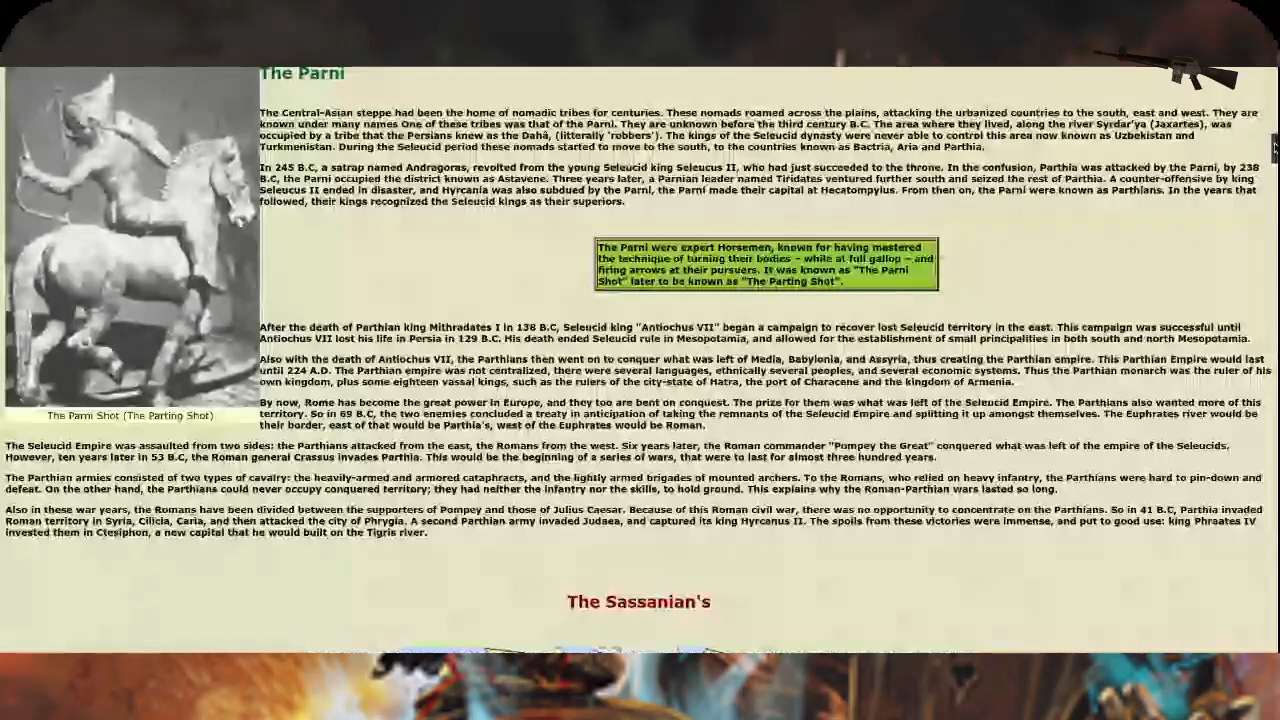 The Parni
The Central-Asian steppe had been the home of nomadic tribes for centuries. These nomads roamed across the plains, attacking the urbanized countries to the south, east and west. They are
known under many names One of these tribes was that of the Parni. They are unknown before the third century B.C. The area where they lived, along the river Syrdar'ya (Jaxartes), was
occupied by a tribe that the Persians knew as the Dahâ, (litterally 'robbers'). The kings of the Seleucid dynasty were never able to control this area now known as Uzbekistan and
Turkmenistan. During the Seleucid period these nomads started to move to the south, to the countries known as Bactria, Aria and Parthia.
In 245 B.C, a satrap named Andragoras, revolted from the young Seleucid king Seleucus II, who had just succeeded to the throne. In the confusion, Parthia was attacked by the Parni, by 238
B.C, the Parni occupied the district known as Astavene. Three years later, a Parnian leader named Tiridates ventured further south and seized the rest of Parthia. A counter-offensive by king
Seleucus II ended in disaster, and Hyrcania was also subdued by the Parni, the Parni made their capital at Hecatompylus. From then on, the Parni were known as Parthians. In the years that
followed, their kings recognized the Seleucid kings as their superiors.
The Parni were expert Horsemen, known for having mastered
the technique of turning their bodies – while at full gallop – and
firing arrows at their pursuers. It was known as "The Parni
Shot" later to be known as "The Parting Shot".
After the death of Parthian king Mithradates I in 138 B.C, Seleucid king "Antiochus VII" began a campaign to recover lost Seleucid territory in the east. This campaign was successful until
Antiochus VII lost his life in Persia in 129 B.C. His death ended Seleucid rule in Mesopotamia, and allowed for the establishment of small principalities in both south and north Mesopotamia.
Also with the death of Antiochus VII, the Parthians then went on to conquer what was left of Media, Babylonia, and Assyria, thus creating the Parthian empire. This Parthian Empire would last
until 224 A.D. The Parthian empire was not centralized, there were several languages, ethnically several peoples, and several economic systems. Thus the Parthian monarch was the ruler of his
own kingdom, plus some eighteen vassal kings, such as the rulers of the city-state of Hatra, the port of Characene and the kingdom of Armenia.
By now, Rome has become the great power in Europe, and they too are bent on conquest. The prize for them was what was left of the Seleucid Empire. The Parthians also wanted more of this
territory. So in 69 B.C, the two enemies concluded a treaty in anticipation of taking the remnants of the Seleucid Empire and splitting it up amongst themselves. The Euphrates river would be
their border, east of that would be Parthia's, west of the Euphrates would be Roman.
The Parni Shot (The Parting Shot)
The Seleucid Empire was assaulted from two sides: the Parthians attacked from the east, the Romans from the west. Six years later, the Roman commander "Pompey the Great" conquered what was left of the empire of the Seleucids.
However, ten years later in 53 B.C, the Roman general Crassus invades Parthia. This would be the beginning of a series of wars, that were to last for almost three hundred years.
The Parthian armies consisted of two types of cavalry: the heavily-armed and armored cataphracts, and the lightly armed brigades of mounted archers. To the Romans, who relied on heavy infantry, the Parthians were hard to pin-down and
defeat. On the other hand, the Parthians could never occupy conquered territory; they had neither the infantry nor the skills, to hold ground. This explains why the Roman-Parthian wars lasted so long.
Also in these war years, the Romans have been divided between the supporters of Pompey and those of Julius Caesar. Because of this Roman civil war, there was no opportunity to concentrate on the Parthians. So in 41 B.C, Parthia invaded
Roman territory in Syria, Cilicia, Caria, and then attacked the city of Phrygia. A second Parthian army invaded Judaea, and captured its king Hyrcanus II. The spoils from these victories were immense, and put to good use: king Phraates IV
invested them in Ctesiphon, a new capital that he would built on the Tigris river.
The Sassanian's